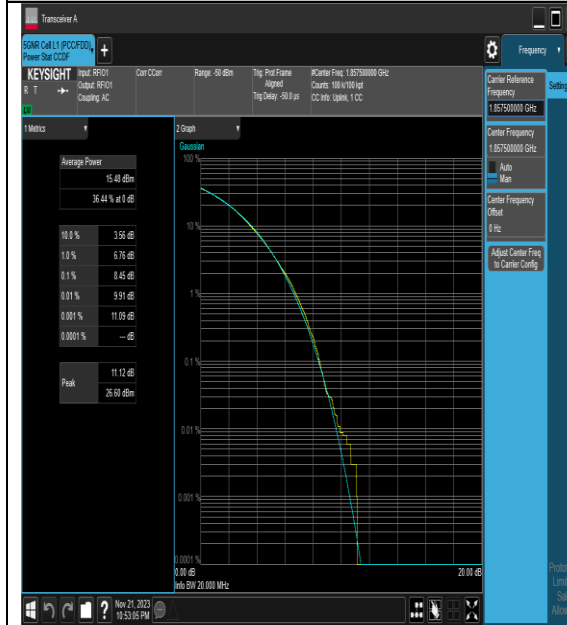 Transceiver A
5GNR Cell L1 (PCC/FDD)
Power Stat CCDF
Frequency
KEYSIGHT
R T
Input: RFIO1
Output: RFIO1
Coupling: AC
Corr CCorr
Range: -50 dBm
Trig: Prot Frame
Aligned
Trig Delay: -50.0 µs
#Center Freq: 1.857500000 GHz
Counts: 100 k/100 kpt
CC Info: Uplink, 1 CC
Carrier Reference
Frequency
1.857500000 GHz
Setting
Center Frequency
1.857500000 GHz
Auto
Man
Center Frequency
Offset
0 Hz
Adjust Center Freq
to Carrier Config
1 Metrics
Average Power
15.48 dBm
36.44 % at 0 dB
10.0 % 3.56 dB
1.0 % 6.76 dB
0.1 % 8.45 dB
0.01 % 9.91 dB
0.001 % 11.09 dB
0.0001 % --- dB
Peak
11.12 dB
26.60 dBm
2 Graph
Gaussian
100 %
10 %
1 %
0.1 %
0.01 %
0.001 %
0.0001 %
0.00 dB
20.00 dB
Info BW 20.000 MHz
Nov 21, 2023
10:53:05 PM